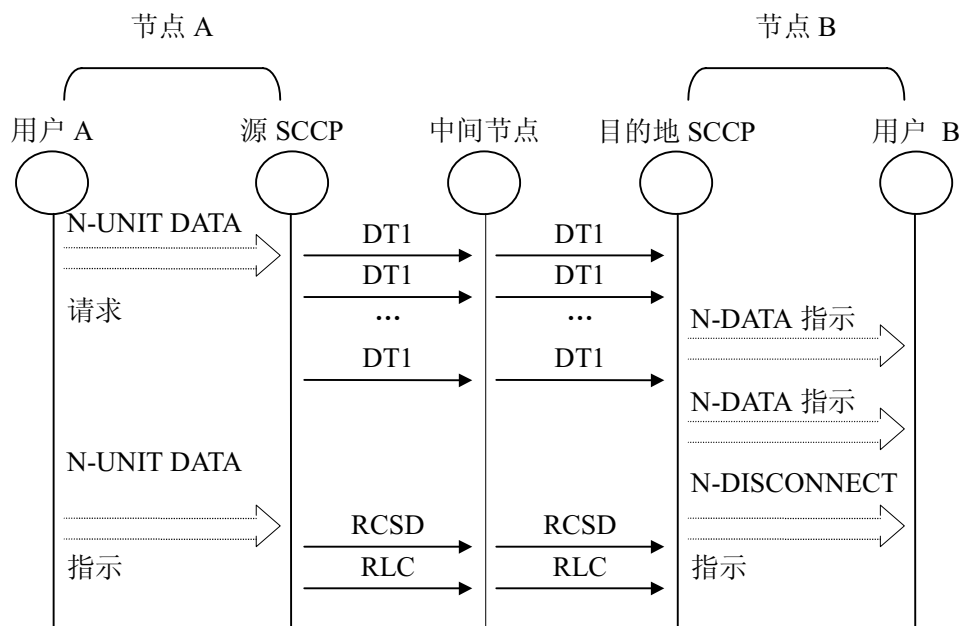 节点 A
节点 B
用户 A
源 SCCP
中间节点
目的地 SCCP
用户 B
N-UNIT DATA
请求
DT1
DT1
DT1
DT1
...
...
DT1
DT1
N-DATA 指示
N-DATA 指示
N-UNIT DATA
指示
N-DISCONNECT
指示
RCSD
RCSD
RLC
RLC